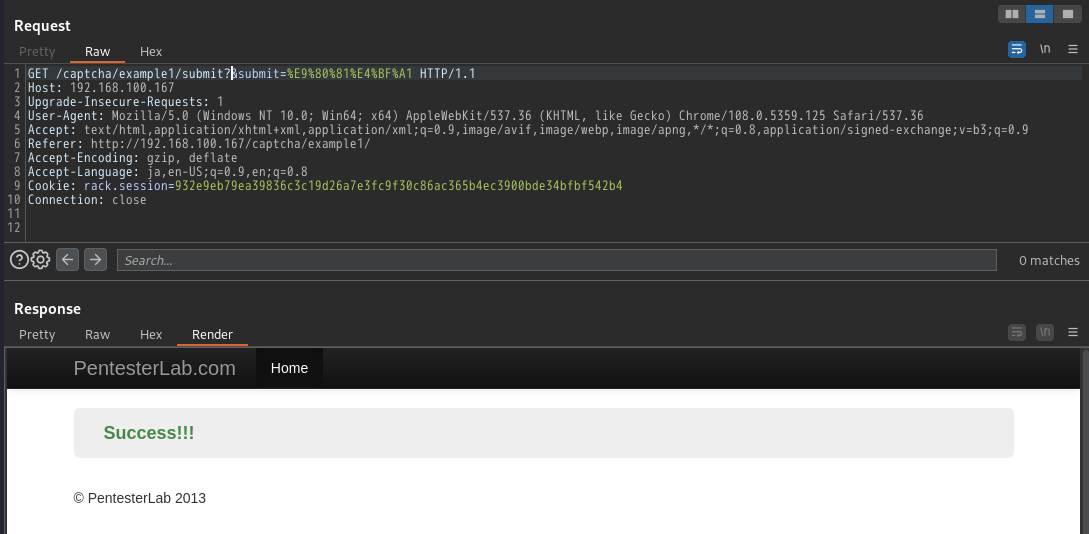 Request
Pretty Raw Hex
\n
1 GET /captcha/example1/submit?&submit=%E9%80%81%E4%BF%A1 HTTP/1.1
2 Host: 192.168.100.167
3 Upgrade-Insecure-Requests: 1
4 User-Agent: Mozilla/5.0 (Windows NT 10.0; Win64; x64) AppleWebKit/537.36 (KHTML, like Gecko) Chrome/108.0.5359.125 Safari/537.36
5 Accept: text/html,application/xhtml+xml,application/xml;q=0.9,image/avif,image/webp,image/apng,*/*;q=0.8,application/signed-exchange;v=b3;q=0.9
6 Referer: http://192.168.100.167/captcha/example1/
7 Accept-Encoding: gzip, deflate
8 Accept-Language: ja,en-US;q=0.9,en;q=0.8
9 Cookie: rack.session=932e9eb79ea39836c3c19d26a7e3fc9f30c86ac365b4ec3900bde34bfbf542b4
10 Connection: close
11
12
Search... 0 matches
Response
Pretty Raw Hex Render
\n
PentesterLab.com Home
Success!!!
© PentesterLab 2013